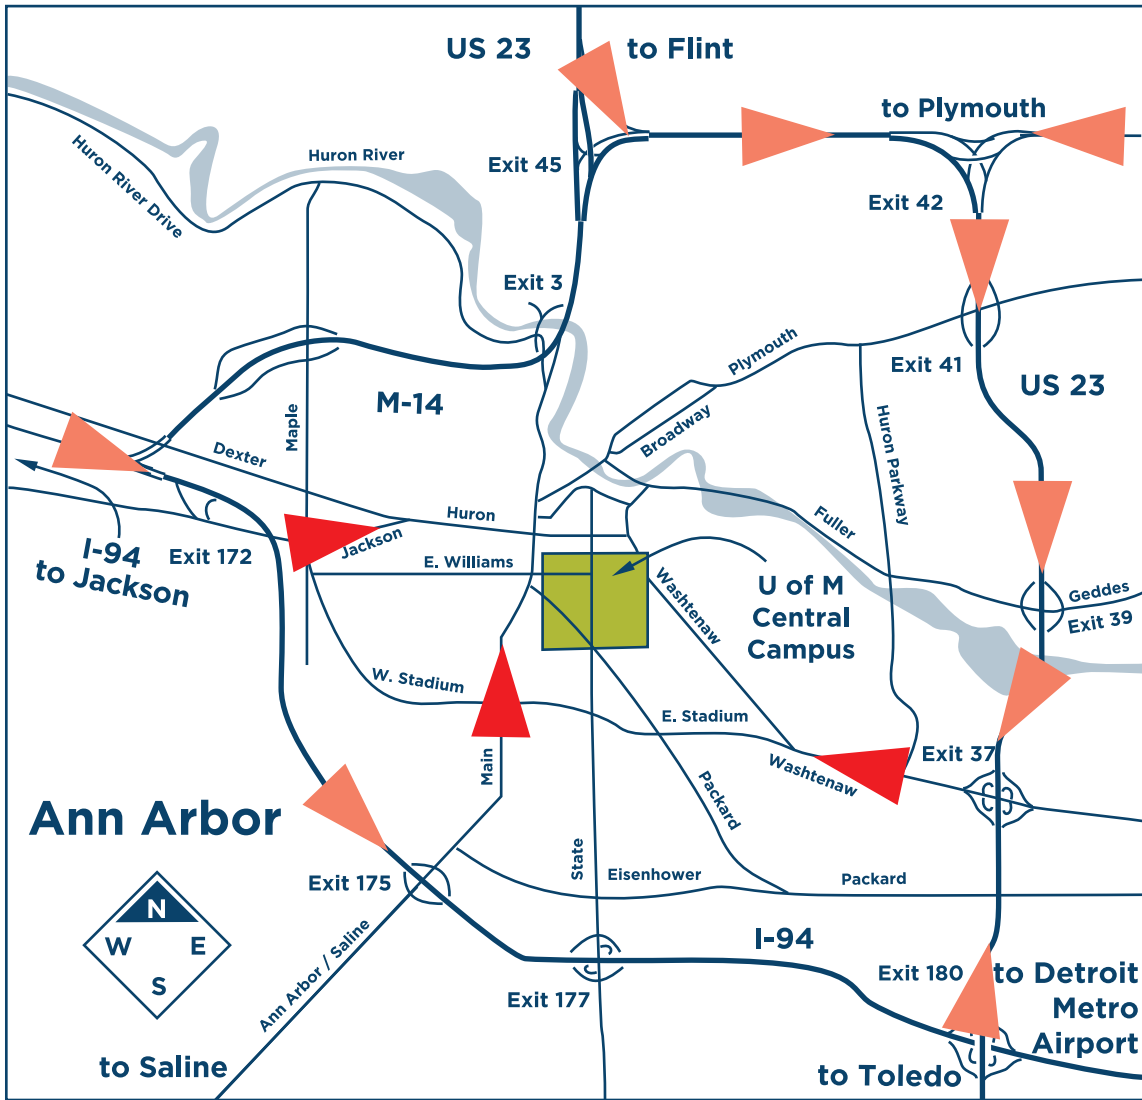 US 23
to Flint
to Plymouth
Huron River
Exit 45
Huron River Drive
Exit 42
Exit 3
Plymouth
Exit 41
US 23
M-14
Maple
Broadway
Huron Parkway
Dexter
Huron
Fuller
Jackson
I-94
to Jackson
Exit 172
E. Williams
U of M
Central
Campus
Washtenaw
Geddes
Exit 39
W. Stadium
E. Stadium
Exit 37
Main
Washtenaw
Packard
Ann Arbor
State
Exit 175
Eisenhower
Packard
N
W
E
S
Ann Arbor / Saline
I-94
Exit 177
Exit 180
to Detroit
Metro
Airport
to Saline
to Toledo